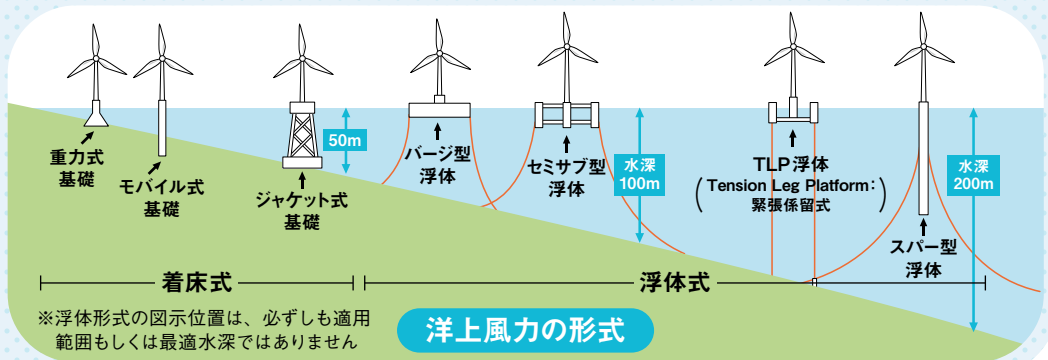 重力式
基礎
モバイル式
基礎
ジャケット式
基礎
50m
バージ型
浮体
セミサブ型
浮体
水深
100m
TLP浮体
(Tension Leg Platform:
緊張係留式)
スパー型
浮体
水深
200m
着床式
浮体式
※浮体形式の図示位置は、必ずしも適用
範囲もしくは最適水深ではありません
洋上風力の形式